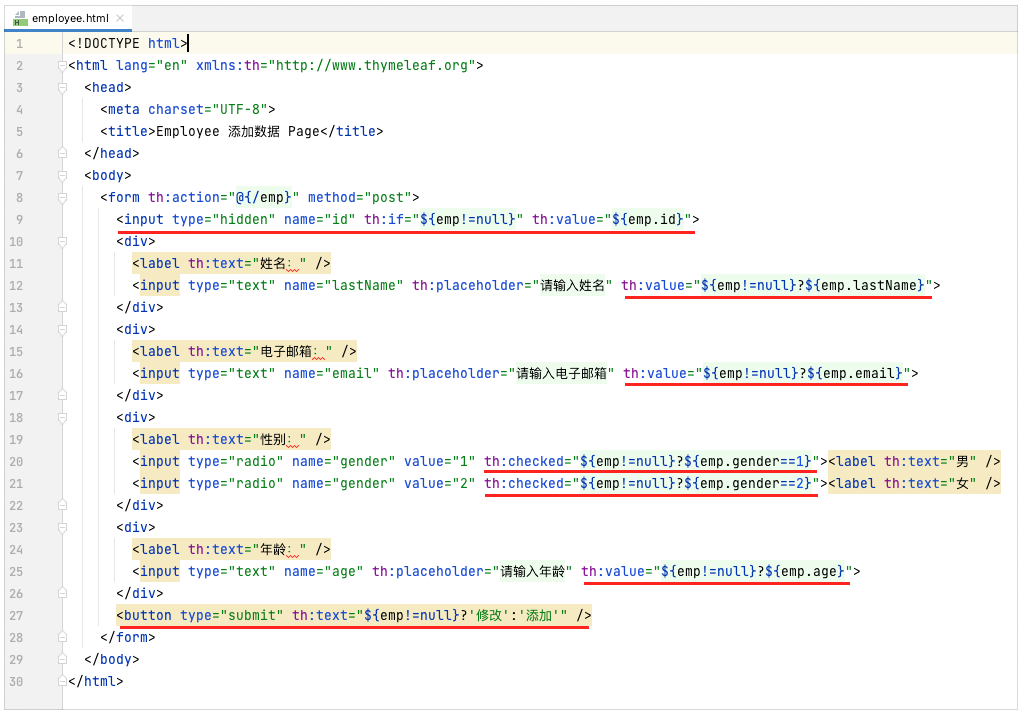 employee.html
1 <!DOCTYPE html>
2 <html lang="en" xmlns:th="http://www.thymeleaf.org">
3 <head>
4 <meta charset="UTF-8">
5 <title>Employee 添加数据 Page</title>
6 </head>
7 <body>
8 <form th:action="@{/emp}" method="post">
9 <input type="hidden" name="id" th:if="${emp!=null}" th:value="${emp.id}">
10 <div>
11 <label th:text="姓名：" />
12 <input type="text" name="lastName" th:placeholder="请输入姓名" th:value="${emp!=null}?${emp.lastName}">
13 </div>
14 <div>
15 <label th:text="电子邮箱：" />
16 <input type="text" name="email" th:placeholder="请输入电子邮箱" th:value="${emp!=null}?${emp.email}">
17 </div>
18 <div>
19 <label th:text="性别：" />
20 <input type="radio" name="gender" value="1" th:checked="${emp!=null}?${emp.gender==1}"><label th:text="男" />
21 <input type="radio" name="gender" value="2" th:checked="${emp!=null}?${emp.gender==2}"><label th:text="女" />
22 </div>
23 <div>
24 <label th:text="年龄：" />
25 <input type="text" name="age" th:placeholder="请输入年龄" th:value="${emp!=null}?${emp.age}">
26 </div>
27 <button type="submit" th:text="${emp!=null}?'修改':'添加'" />
28 </form>
29 </body>
30 </html>